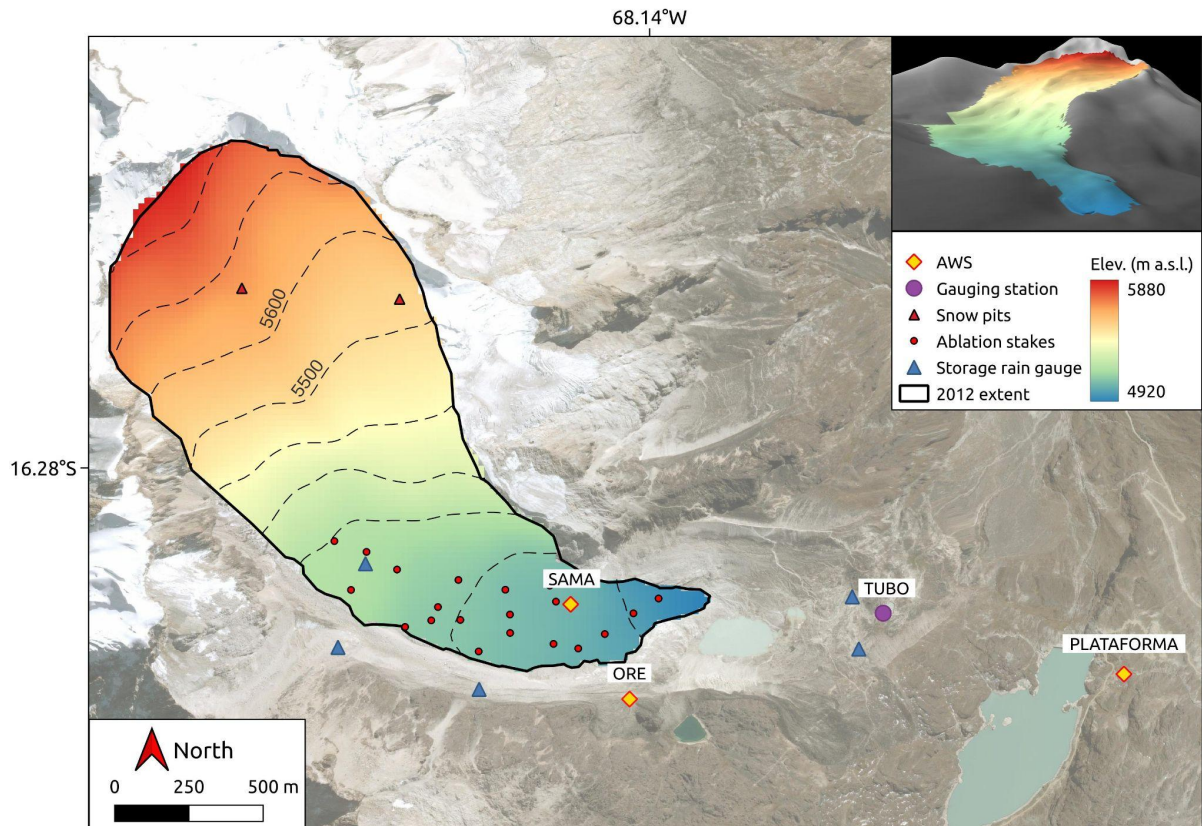 68.14°W
AWS
Gauging station
Snow pits
Ablation stakes
Storage rain gauge
2012 extent
Elev. (m a.s.l.)
5880
4920
5600
5500
16.28°S
SAMA
TUBO
PLATAFORMA
ORE
North
0 250 500 m